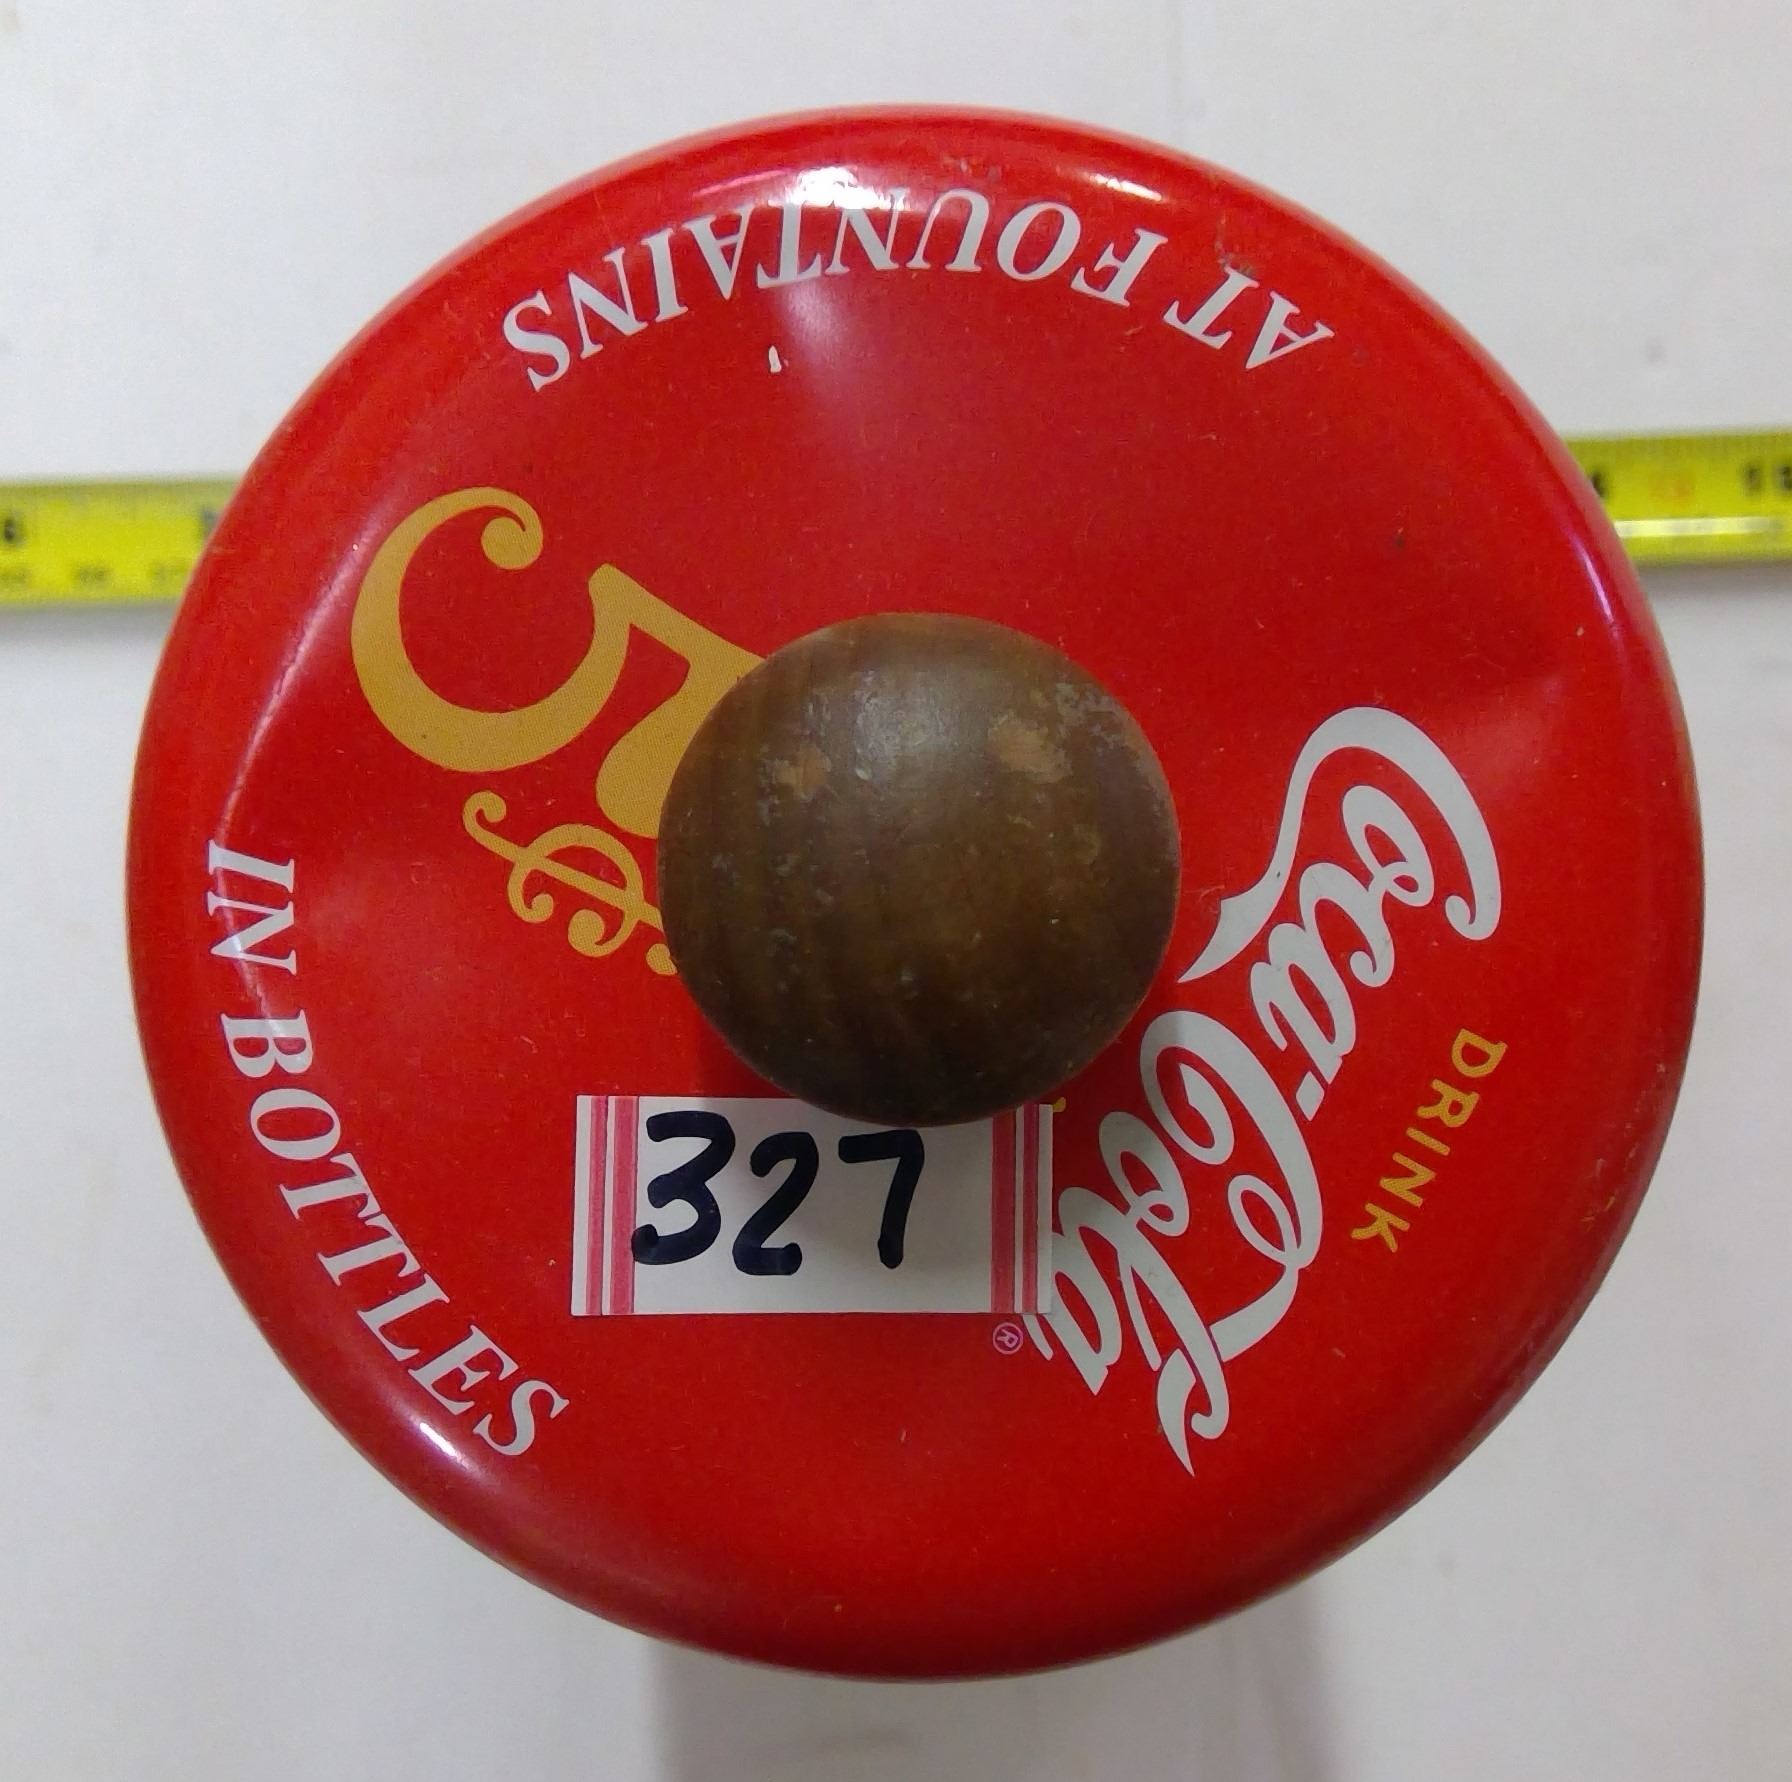 AT FOUNTAINS
5¢
IN BOTTLES
DRINK
Coca-Cola
®
327